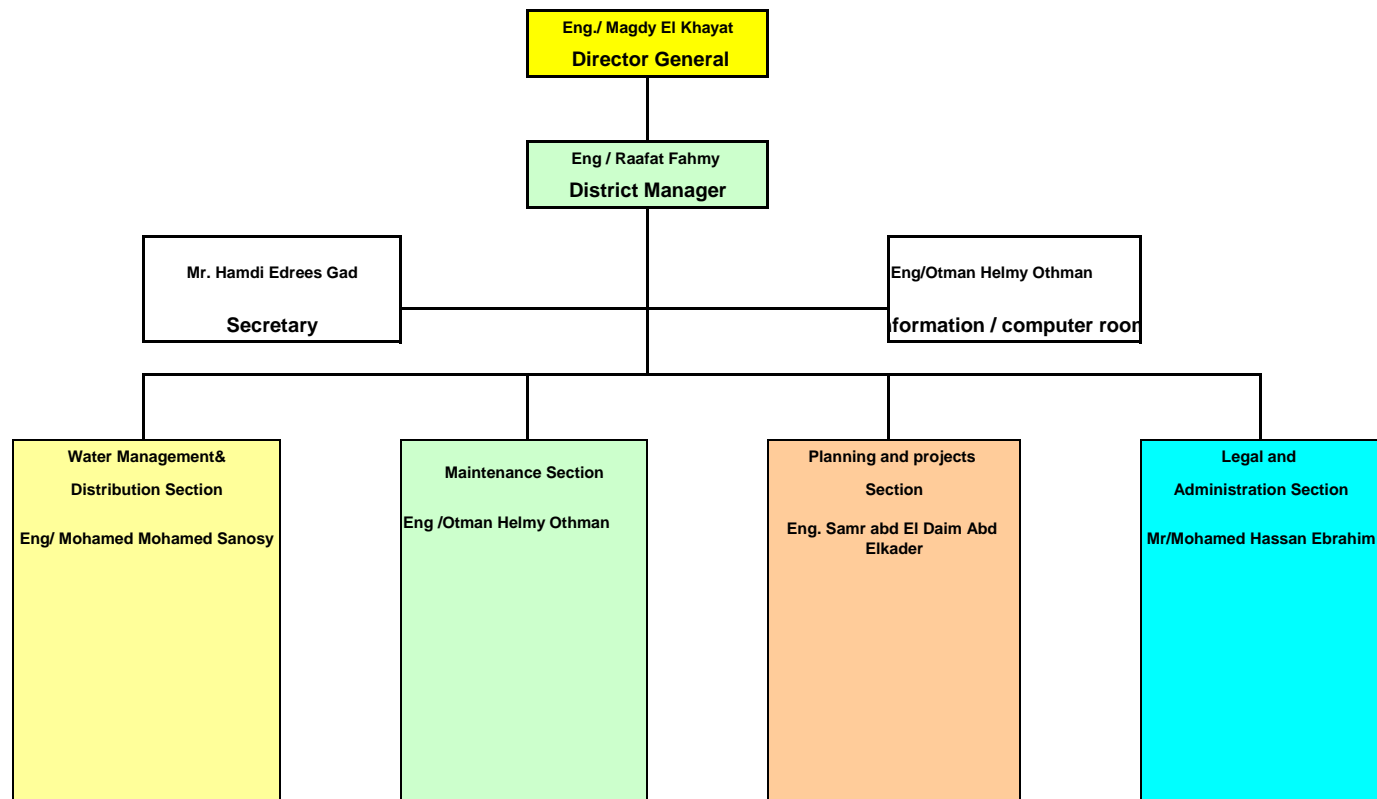 Eng./ Magdy El Khayat
Director General
Eng / Raafat Fahmy
District Manager
Mr. Hamdi Edrees Gad
Secretary
Eng/Otman Helmy Othman
formation / computer room
Water Management&
Distribution Section
Eng/ Mohamed Mohamed Sanosy
Maintenance Section
Eng /Otman Helmy Othman
Planning and projects
Section
Eng. Samr abd El Daim Abd
Elkader
Legal and
Administration Section
Mr/Mohamed Hassan Ebrahim